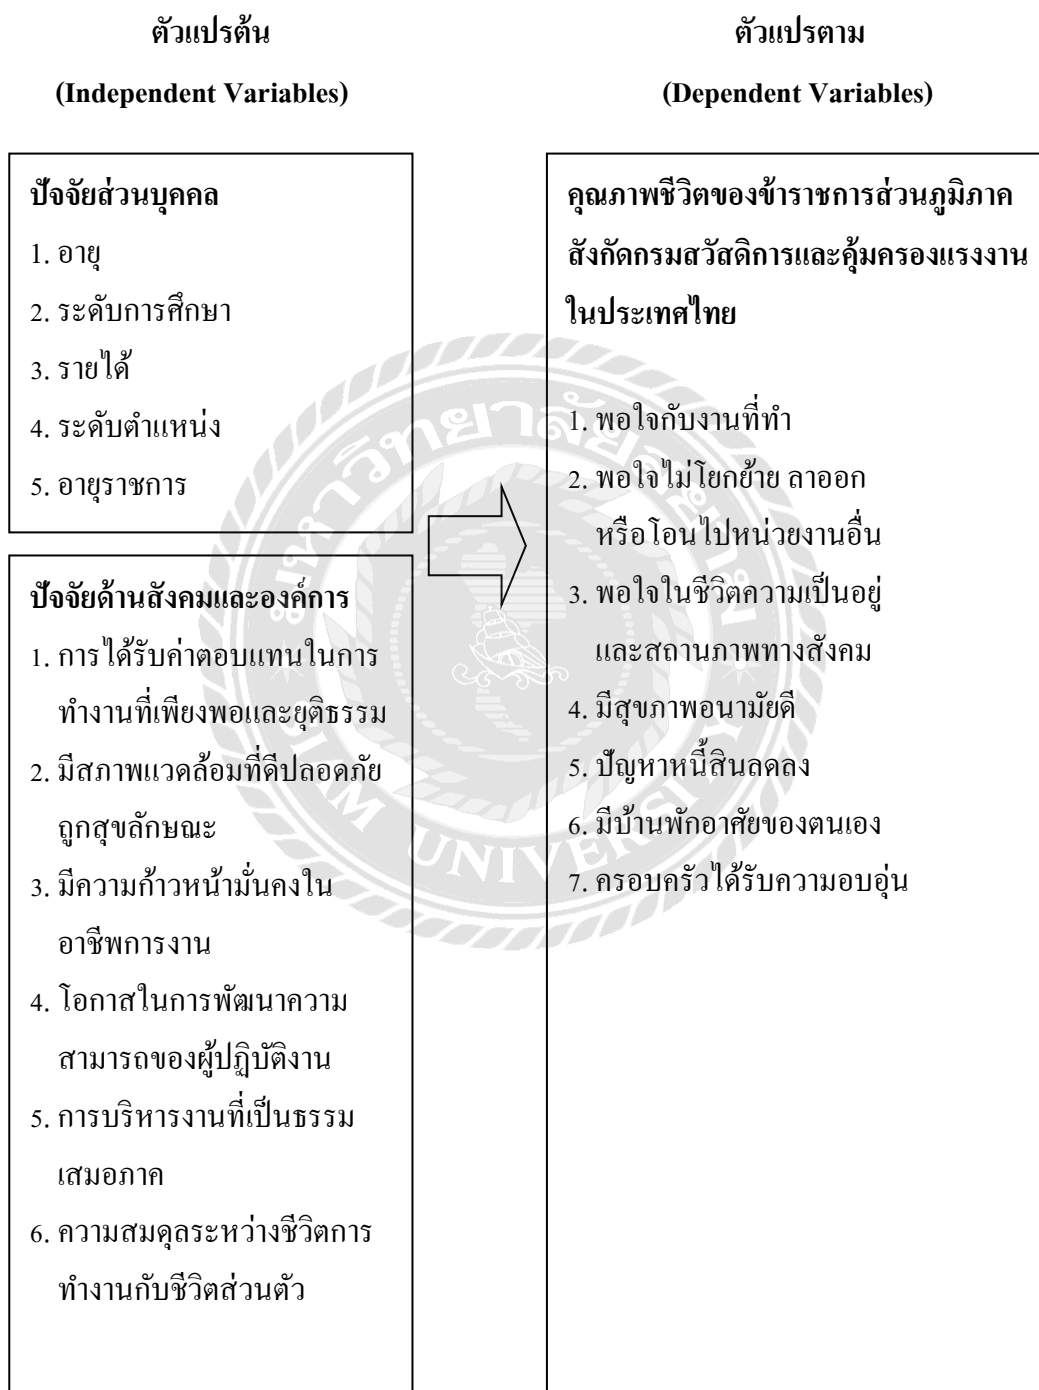 ตัวแปรต้น
(Independent Variables)
ปัจจัยส่วนบุคคล
1. อายุ
2. ระดับการศึกษา
3. รายได้
4. ระดับตำแหน่ง
5. อายุราชการ
ปัจจัยด้านสังคมและองค์การ
1. การได้รับค่าตอบแทนในการ
ทำงานที่เพียงพอและยุติธรรม
2. มีสภาพแวดล้อมที่ดีปลอดภัย
ถูกสุขลักษณะ
3. มีความก้าวหน้ามั่นคงใน
อาชีพการงาน
4. โอกาสในการพัฒนาความ
สามารถของผู้ปฏิบัติงาน
5. การบริหารงานที่เป็นธรรม
เสมอภาค
6. ความสมดุลระหว่างชีวิตการ
ทำงานกับชีวิตส่วนตัว
ตัวแปรตาม
(Dependent Variables)
คุณภาพชีวิตของข้าราชการส่วนภูมิภาค
สังกัดกรมสวัสดิการและคุ้มครองแรงงาน
ในประเทศไทย
1. พอใจกับงานที่ทำ
2. พอใจไม่โยกย้าย ลาออก
หรือโอนไปหน่วยงานอื่น
3. พอใจในชีวิตความเป็นอยู่
และสถานภาพทางสังคม
4. มีสุขภาพอนามัยดี
5. ปัญหาหนี้สินลดลง
6. มีบ้านพักอาศัยของตนเอง
7. ครอบครัวได้รับความอบอุ่น
มหาวิทยาลัยสยาม
SIAM UNIVERSITY